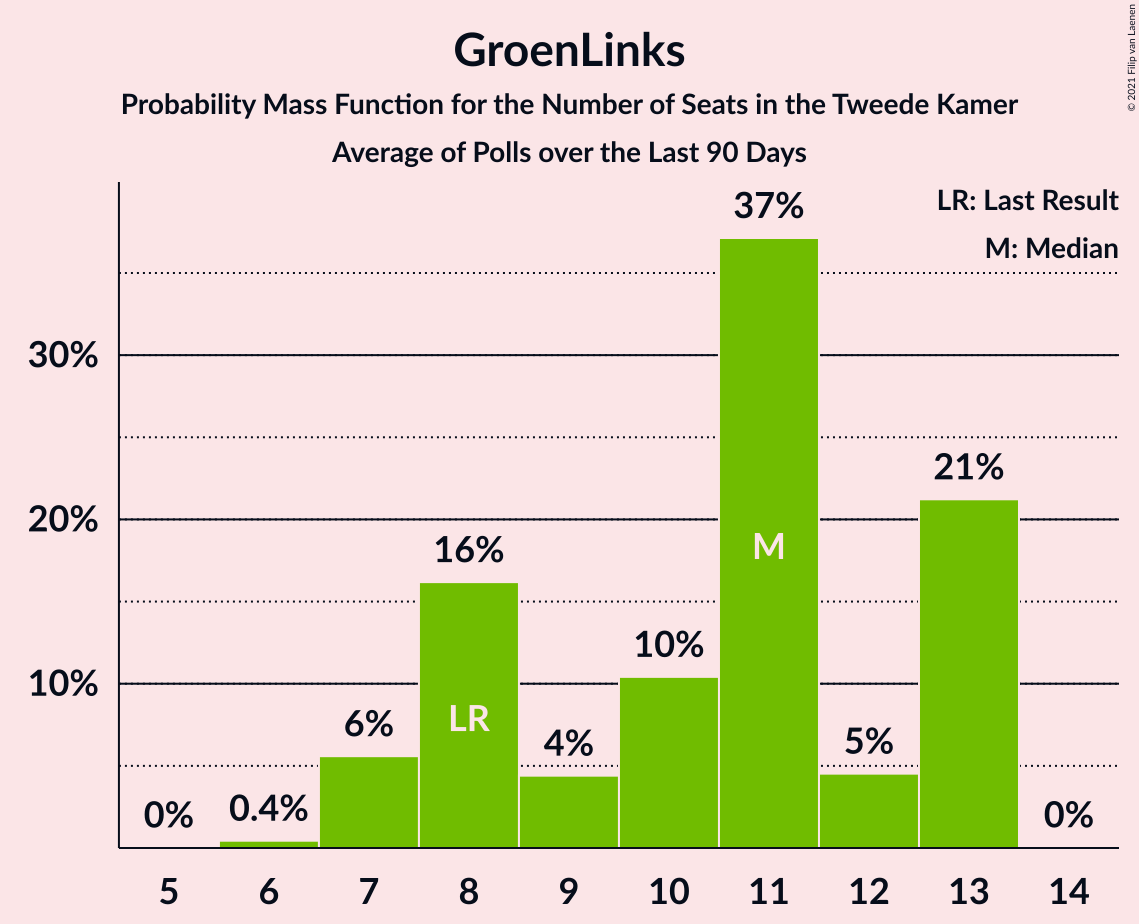 GroenLinks
Probability Mass Function for the Number of Seats in the Tweede Kamer
Average of Polls over the Last 90 Days
© 2021 Filip van Laenen
LR: Last Result
M: Median
30%
20%
10%
0%
0.4%
6%
16%
4%
10%
37%
5%
21%
0%
LR
M
5 6 7 8 9 10 11 12 13 14